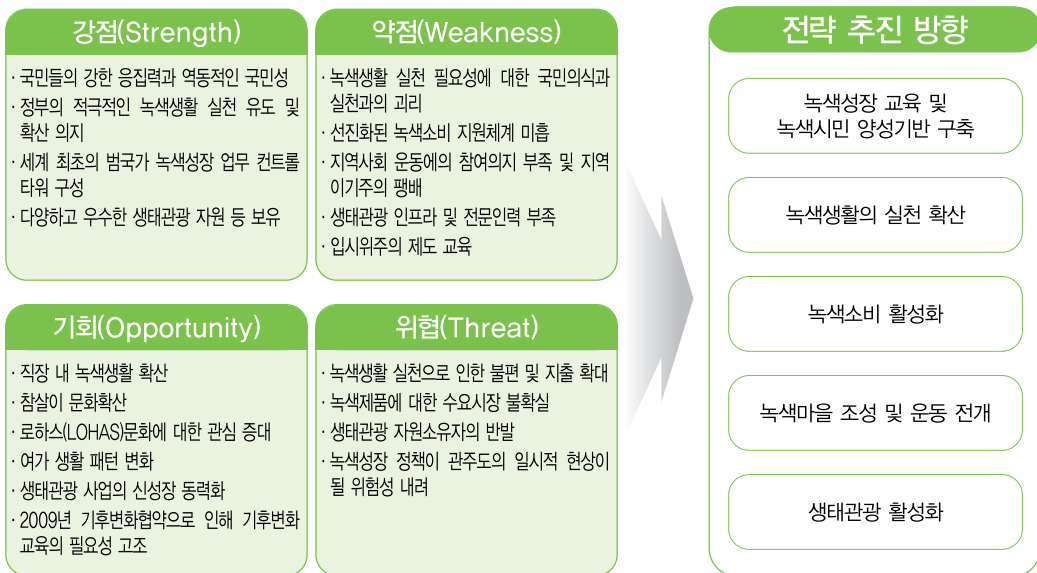 강점(Strength)
· 국민들의 강한 응집력과 역동적인 국민성
· 정부의 적극적인 녹색생활 실천 유도 및
확산 의지
· 세계 최초의 범국가 녹색성장 업무 컨트롤
타워 구성
· 다양하고 우수한 생태관광 자원 등 보유
약점(Weakness)
· 녹색생활 실천 필요성에 대한 국민의식과
실천과의 괴리
· 선진화된 녹색소비 지원체계 미흡
· 지역사회 운동에의 참여의지 부족 및 지역
이기주의 팽배
· 생태관광 인프라 및 전문인력 부족
· 입시위주의 제도 교육
기회(Opportunity)
· 직장 내 녹색생활 확산
· 참살이 문화확산
· 로하스(LOHAS)문화에 대한 관심 증대
· 여가 생활 패턴 변화
· 생태관광 사업의 신성장 동력화
· 2009년 기후변화협약으로 인해 기후변화
교육의 필요성 고조
위협(Threat)
· 녹색생활 실천으로 인한 불편 및 지출 확대
· 녹색제품에 대한 수요시장 불확실
· 생태관광 자원소유자의 반발
· 녹색성장 정책이 관주도의 일시적 현상이
될 위험성 내려
전략 추진 방향
녹색성장 교육 및
녹색시민 양성기반 구축
녹색생활의 실천 확산
녹색소비 활성화
녹색마을 조성 및 운동 전개
생태관광 활성화